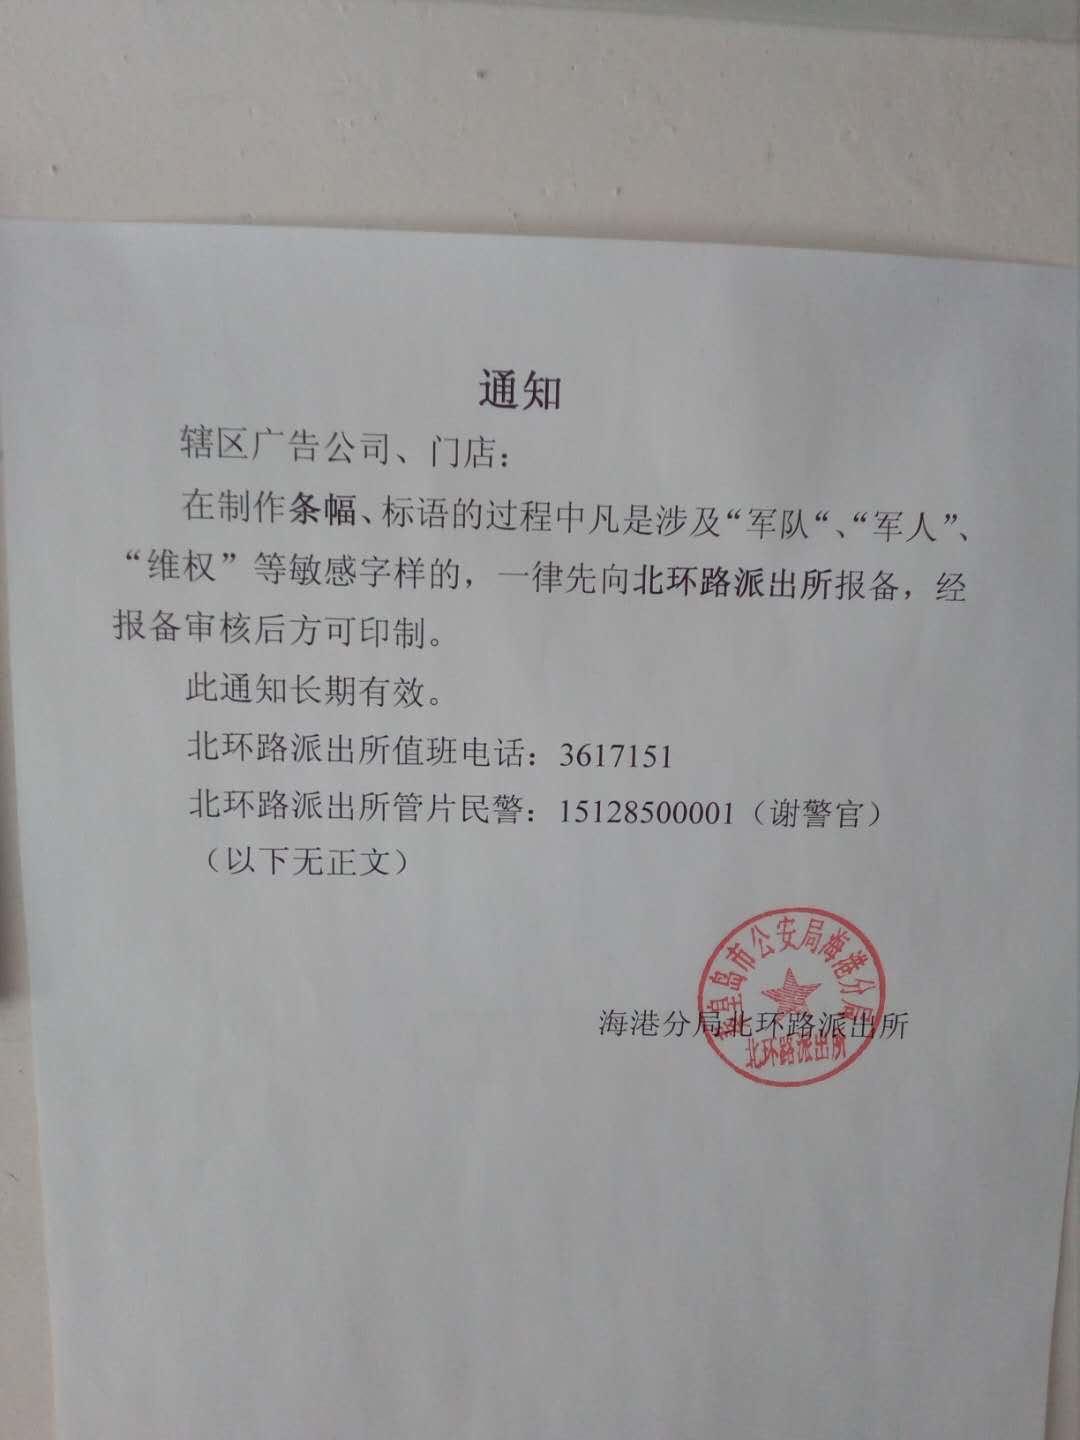 通知
辖区广告公司、门店：
在制作条幅、标语的过程中凡是涉及“军队“、“军人”、
“维权”等敏感字样的，一律先向北环路派出所报备，经
报备审核后方可印制。
此通知长期有效。
北环路派出所值班电话：3617151
北环路派出所管片民警：15128500001（谢警官）
（以下无正文）
海港分局北环路派出所
秦皇岛市公安局海港分局
北环路派出所